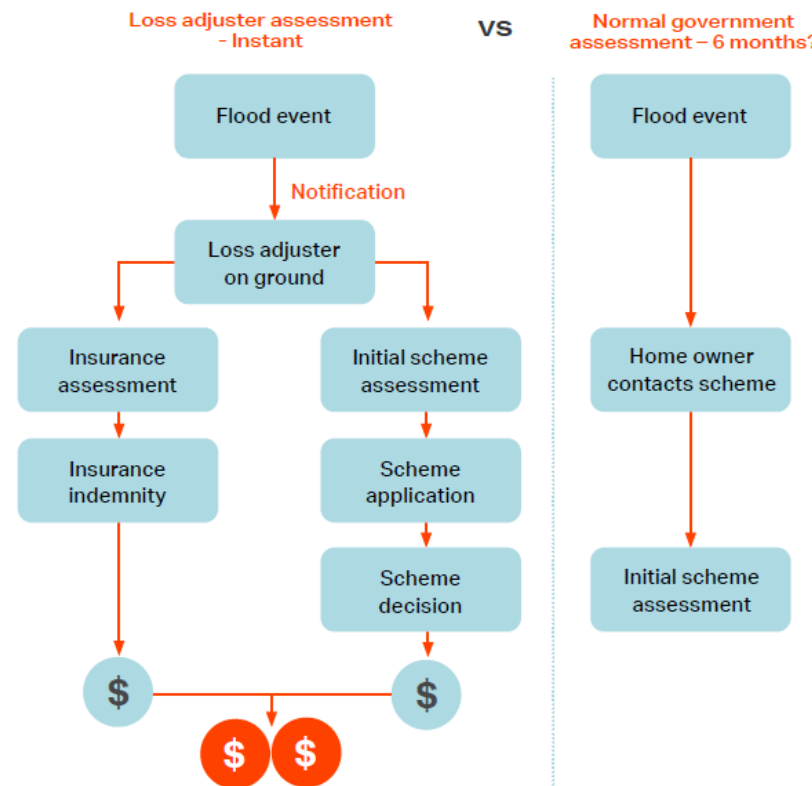 Loss adjuster assessment
- Instant
vs
Normal government
assessment – 6 months?
Flood event
Notification
Loss adjuster
on ground
Insurance
assessment
Initial scheme
assessment
Insurance
indemnity
Scheme
application
Scheme
decision
$
$
$ $
Flood event
Home owner
contacts scheme
Initial scheme
assessment